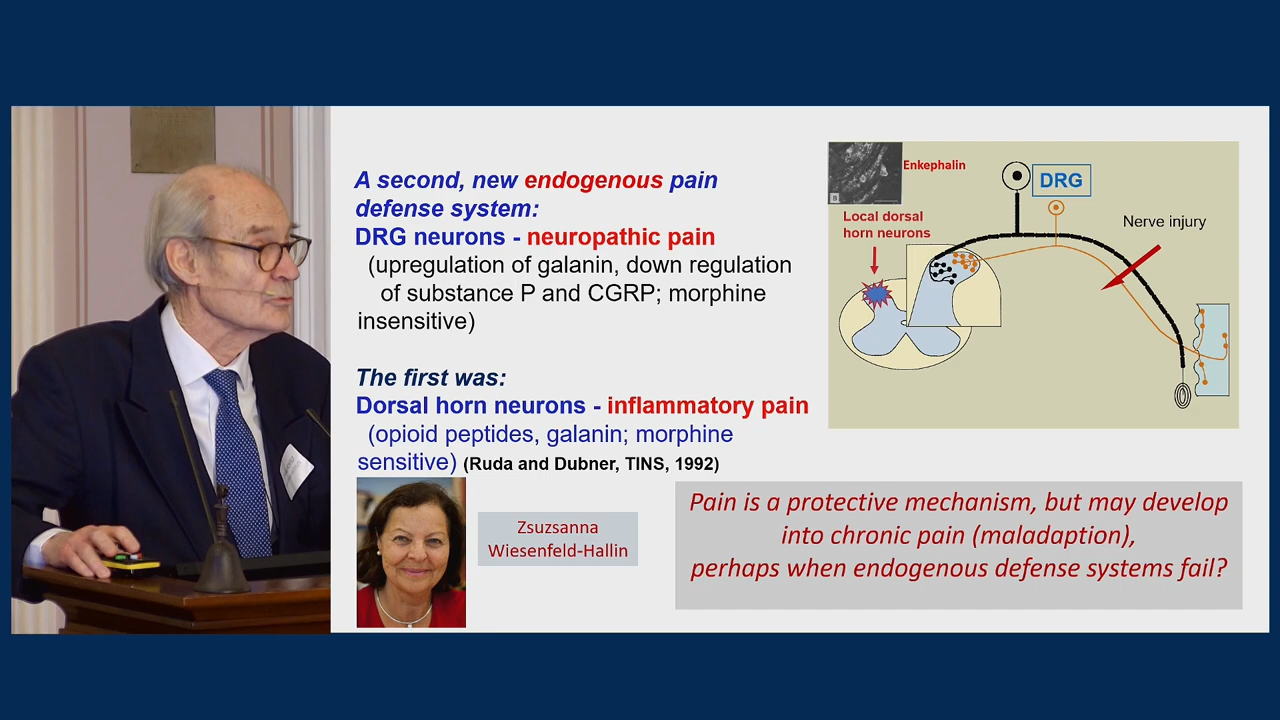 A second, new endogenous pain
defense system:
DRG neurons - neuropathic pain
(upregulation of galanin, down regulation
of substance P and CGRP; morphine
insensitive)
The first was:
Dorsal horn neurons - inflammatory pain
(opioid peptides, galanin; morphine
sensitive) (Ruda and Dubner, TINS, 1992)
Zsuzsanna
Wiesenfeld-Hallin
B
Enkephalin
DRG
Local dorsal
horn neurons
Nerve injury
Pain is a protective mechanism, but may develop
into chronic pain (maladaption),
perhaps when endogenous defense systems fail?